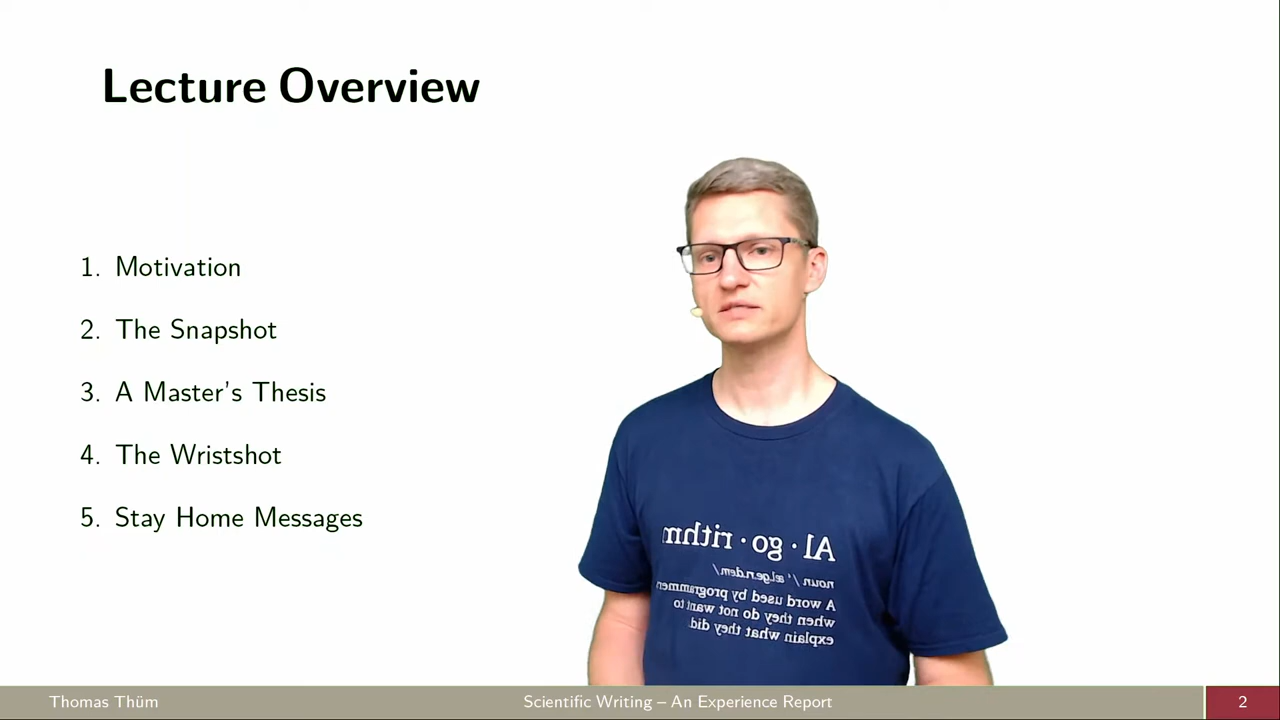 Lecture Overview
1. Motivation
2. The Snapshot
3. A Master's Thesis
4. The Wristshot
5. Stay Home Messages
Al·go·rithm
noun /ˈælgərɪðəm/
A word used by programmers
when they do not want to
explain what they did.
Thomas Thüm
Scientific Writing – An Experience Report
2